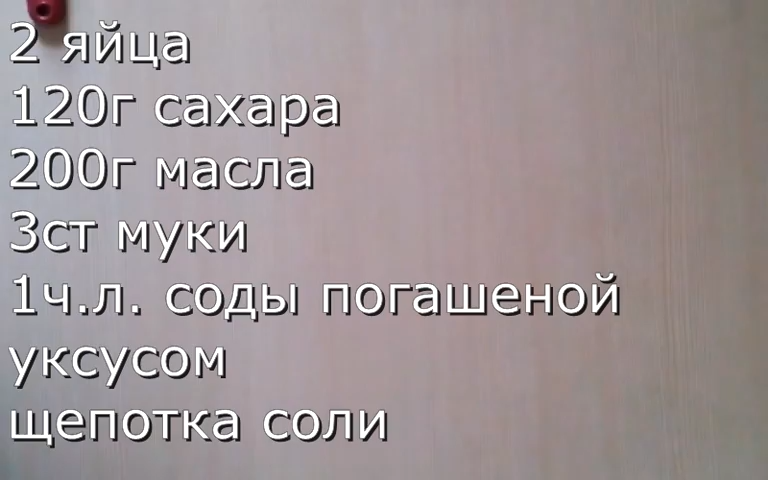 2 яйца
120г сахара
200г масла
3ст муки
1ч.л. соды погашеной
уксусом
щепотка соли